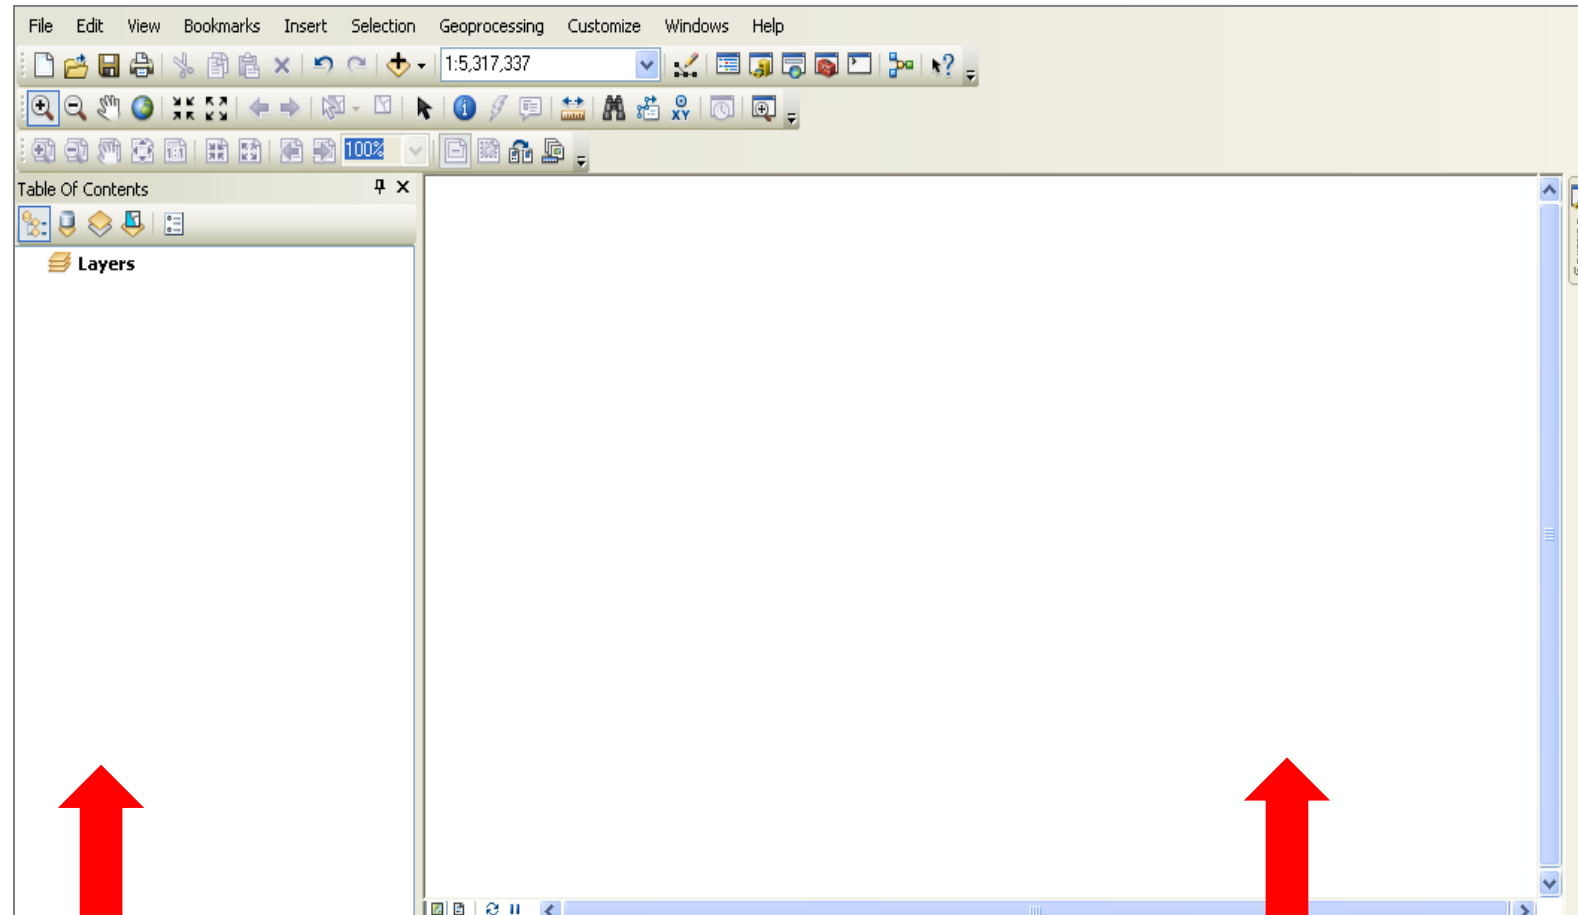 File Edit View Bookmarks Insert Selection Geoprocessing Customize Windows Help
1:5,317,337
100%
Table Of Contents
Layers